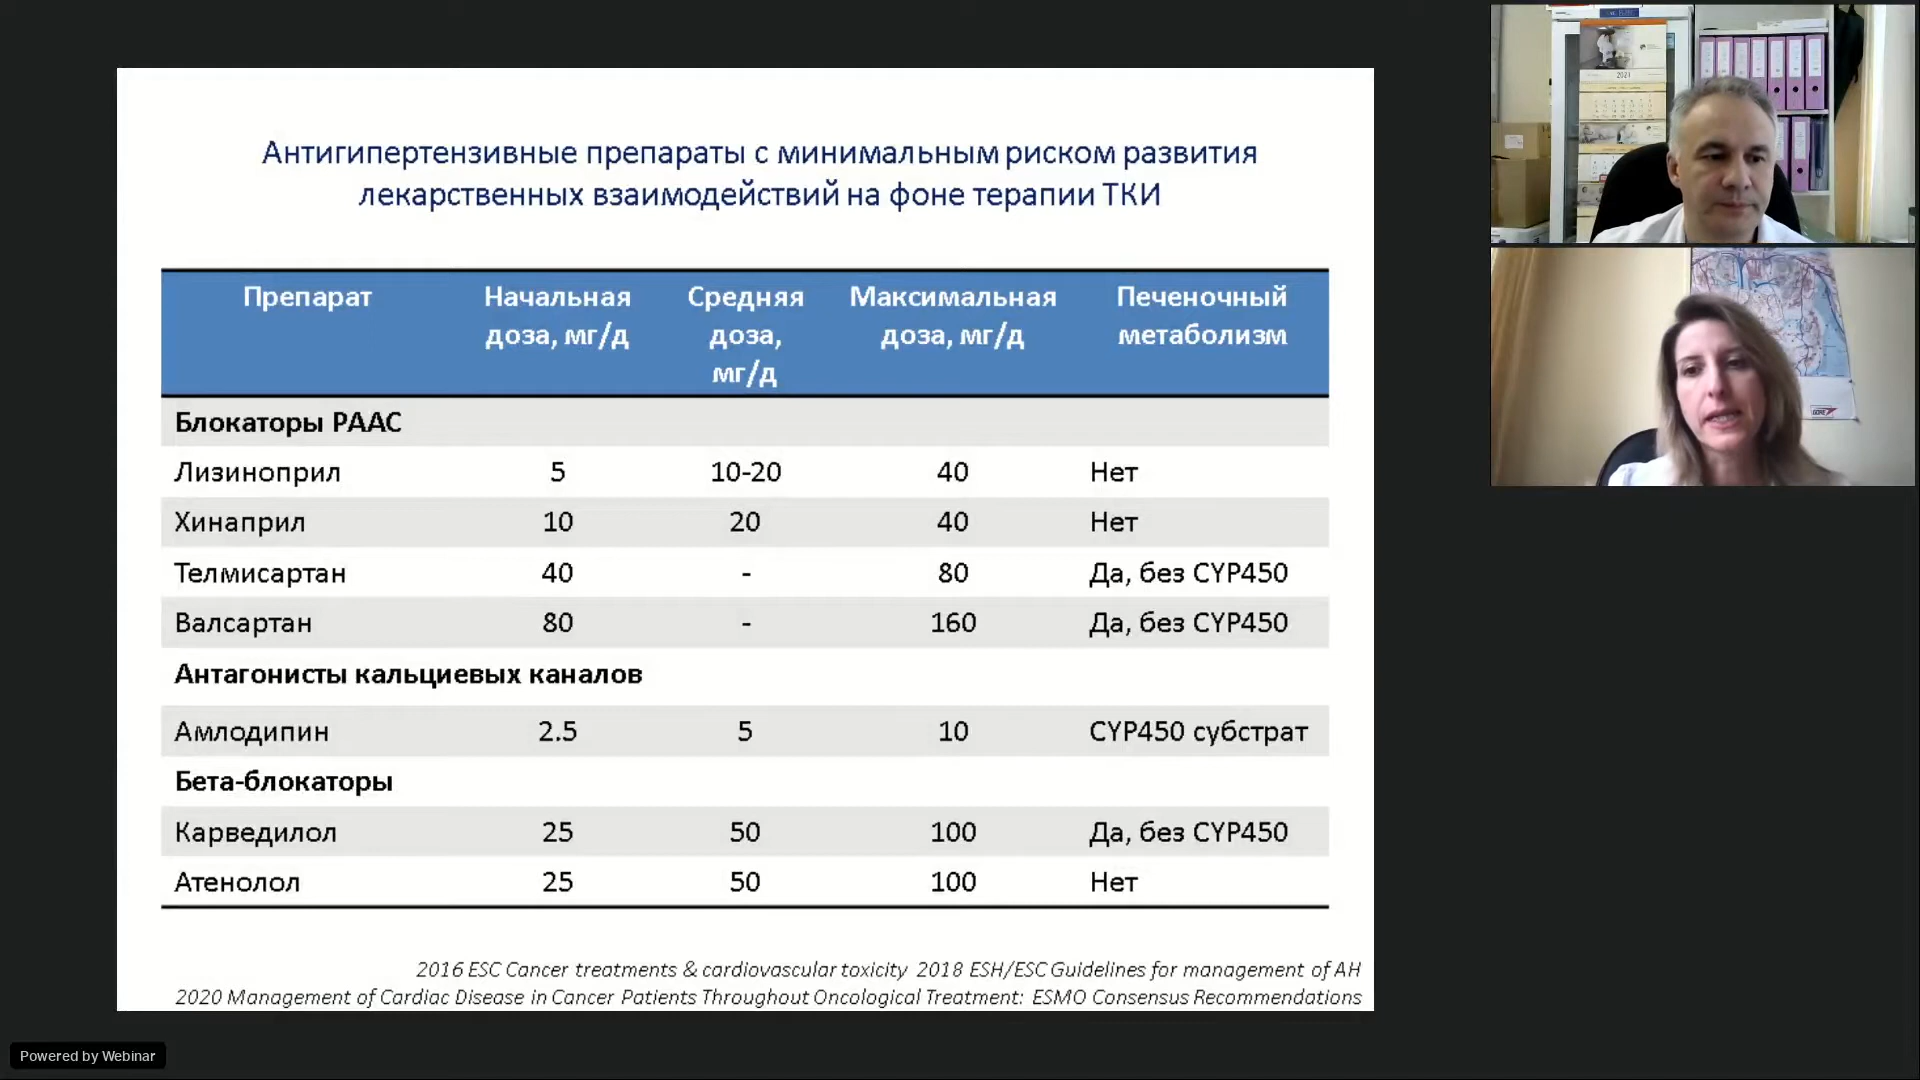 Антигипертензивные препараты с минимальным риском развития
лекарственных взаимодействий на фоне терапии ТКИ
Препарат Начальная доза, мг/д Средняя доза, мг/д Максимальная доза, мг/д Печеночный метаболизм
Блокаторы РААС
Лизиноприл 5 10-20 40 Нет
Хинаприл 10 20 40 Нет
Телмисартан 40 - 80 Да, без CYP450
Валсартан 80 - 160 Да, без CYP450
Антагонисты кальциевых каналов
Амлодипин 2.5 5 10 CYP450 субстрат
Бета-блокаторы
Карведилол 25 50 100 Да, без CYP450
Атенолол 25 50 100 Нет
2016 ESC Cancer treatments & cardiovascular toxicity 2018 ESH/ESC Guidelines for management of AH
2020 Management of Cardiac Disease in Cancer Patients Throughout Oncological Treatment: ESMO Consensus Recommendations
2021
GORE
Powered by Webinar